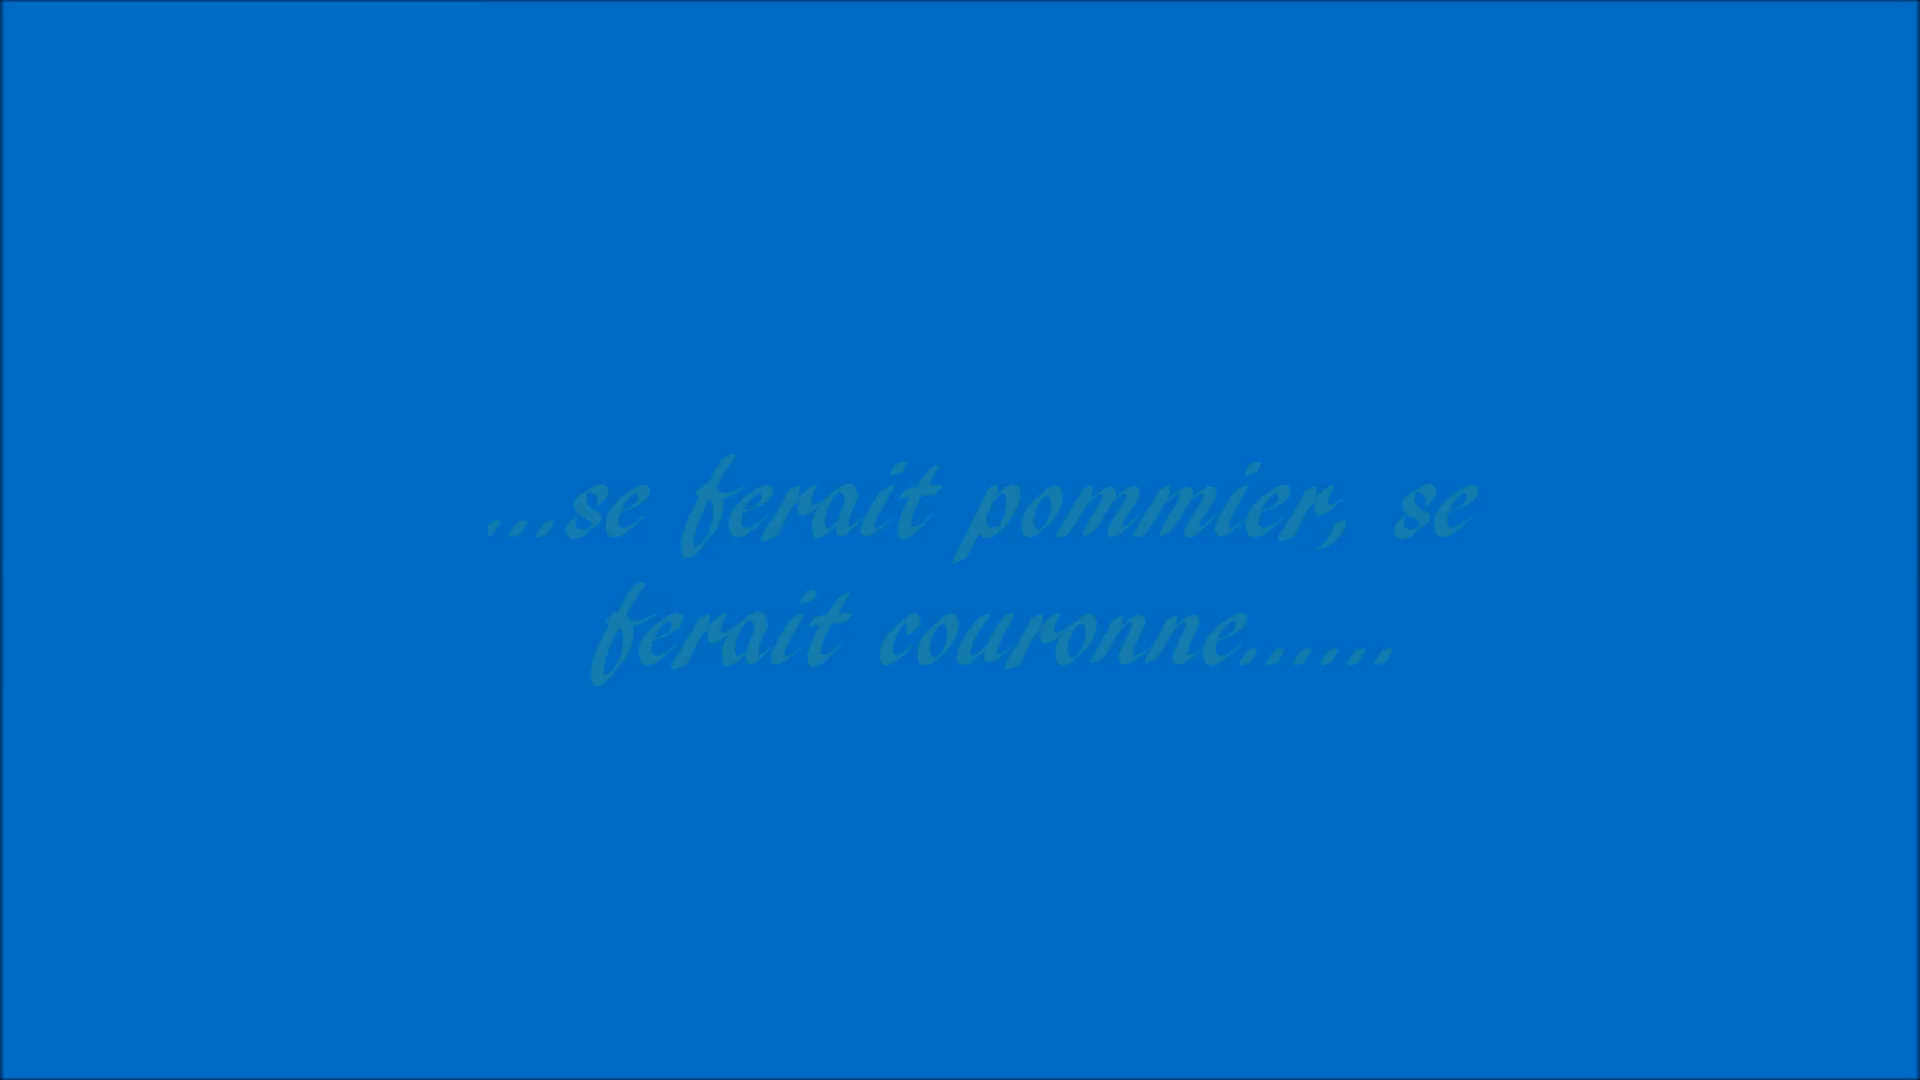 ...se ferait pommier, se
ferait couronne......